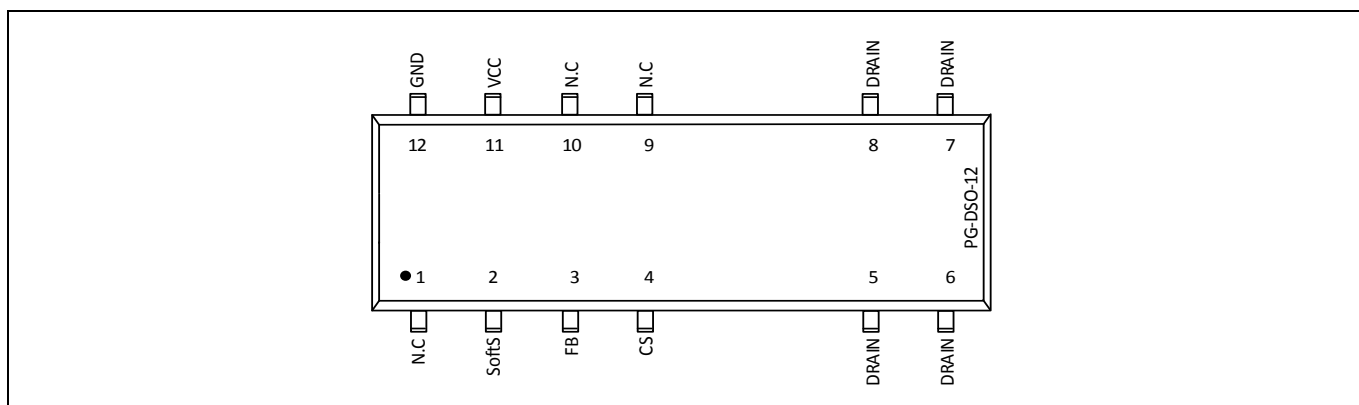 GND VCC N.C N.C DRAIN DRAIN
12 11 10 9 8 7
PG-DSO-12
1 2 3 4 5 6
N.C SoftS FB CS DRAIN DRAIN